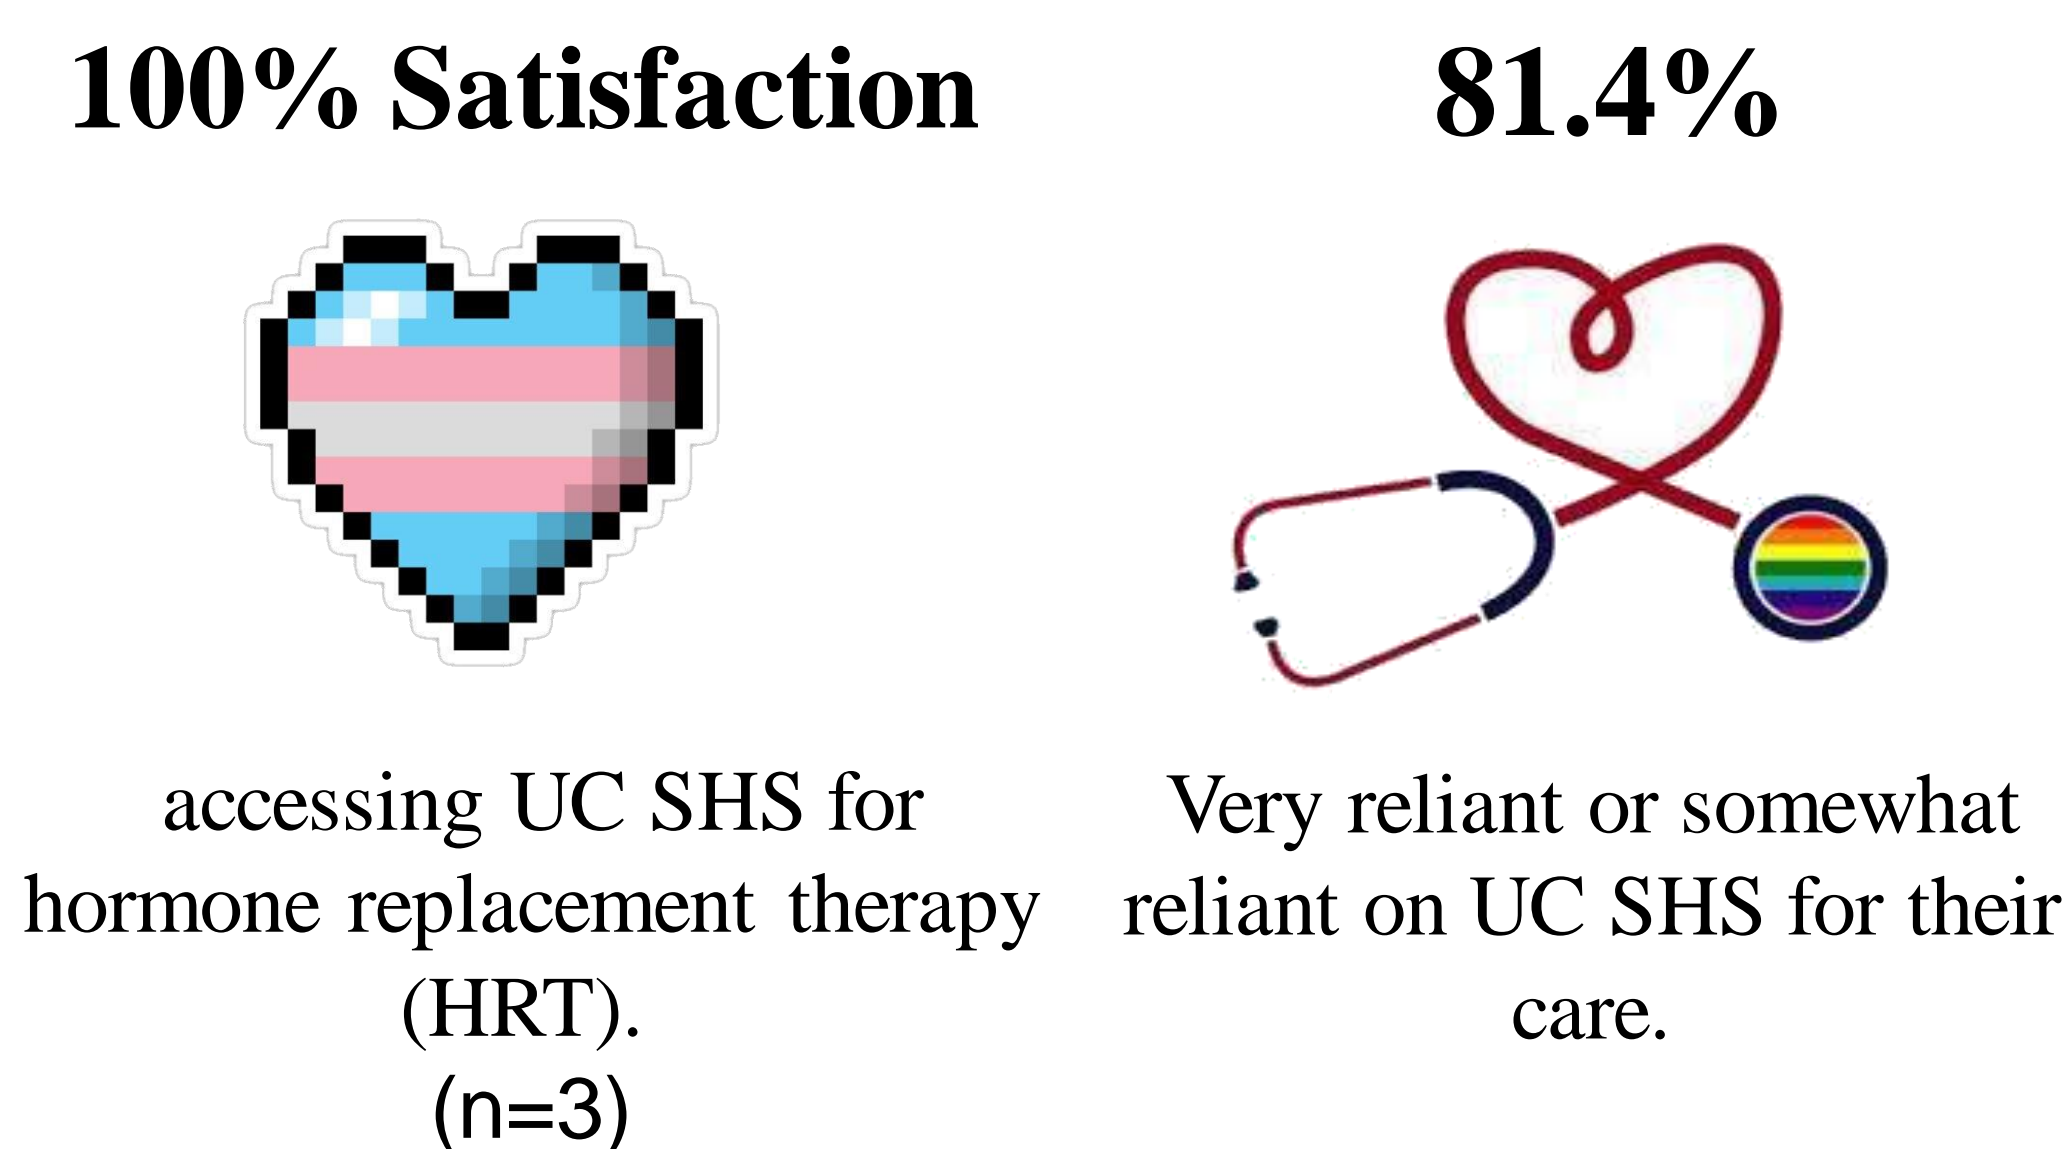 100% Satisfaction
accessing UC SHS for
hormone replacement therapy
(HRT).
(n=3)
81.4%
Very reliant or somewhat
reliant on UC SHS for their
care.